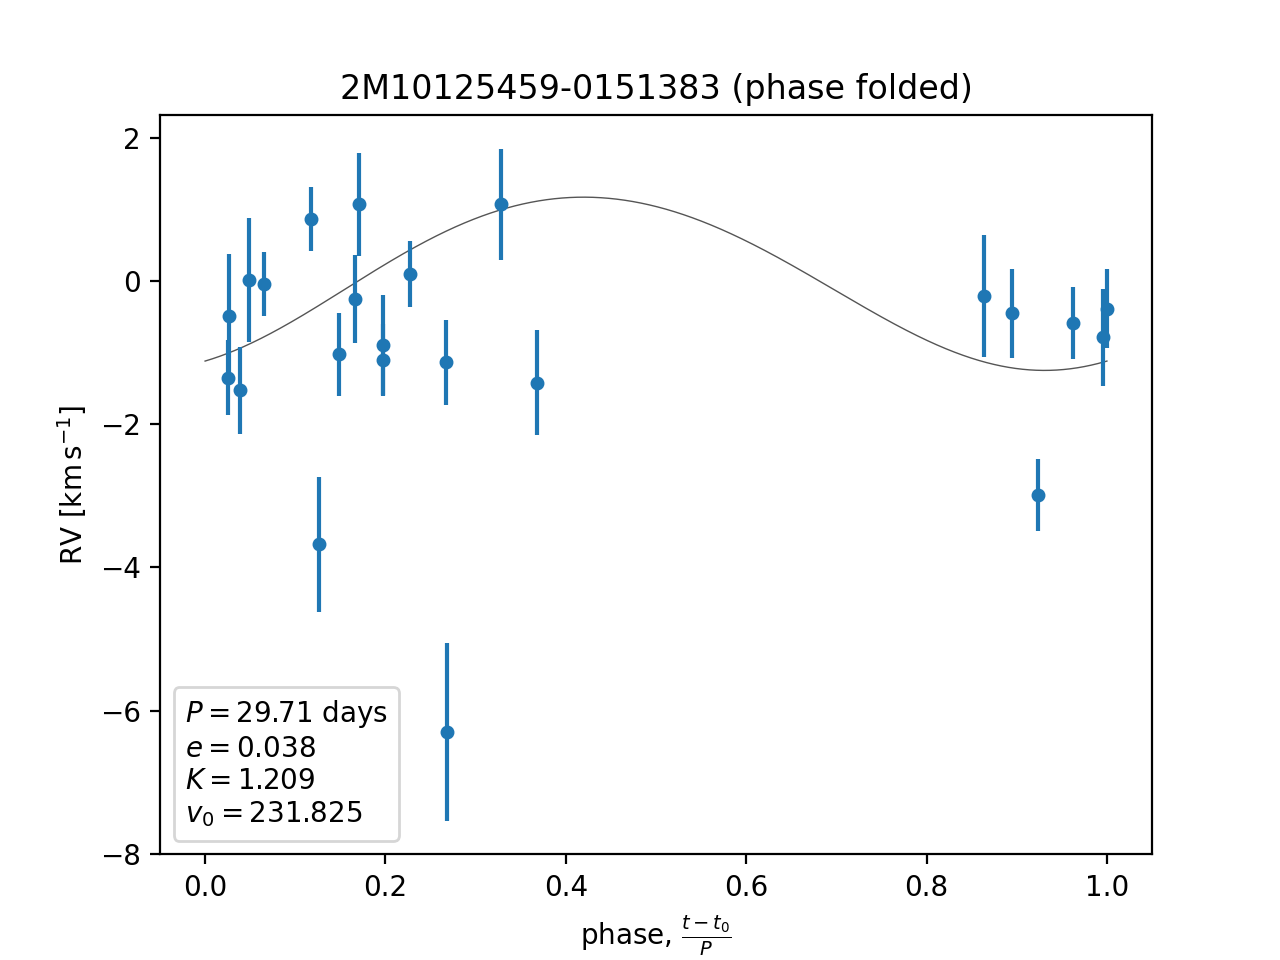 2M10125459-0151383 (phase folded)
2
0
−2
−4
−6
−8
RV [km s⁻¹]
P = 29.71 days
e = 0.038
K = 1.209
v₀ = 231.825
0.0 0.2 0.4 0.6 0.8 1.0
phase, (t − t₀)/P